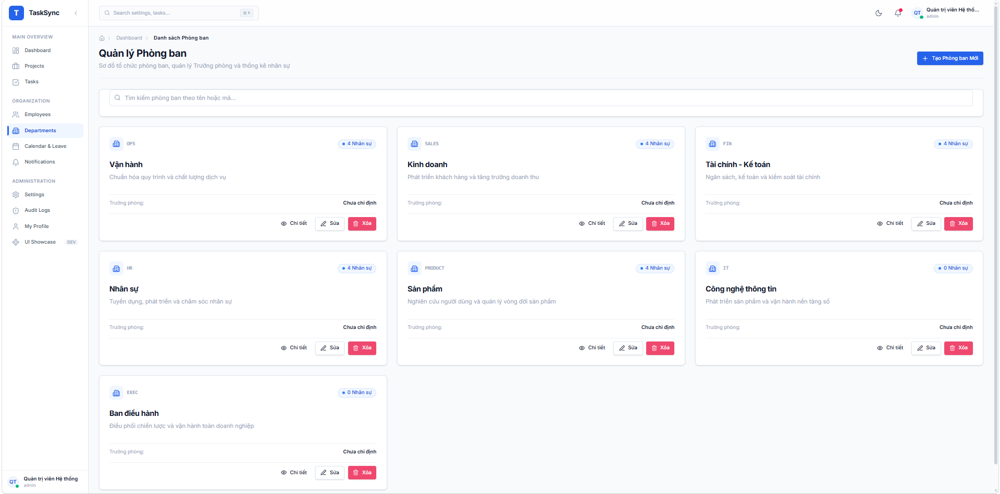 T TaskSync
Search settings, tasks... ⌘ K
QT Quản trị viên Hệ thố...
admin
MAIN OVERVIEW
Dashboard
Projects
Tasks
ORGANIZATION
Employees
Departments
Calendar & Leave
Notifications
ADMINISTRATION
Settings
Audit Logs
My Profile
UI Showcase DEV
QT Quản trị viên Hệ thống
admin
Dashboard Danh sách Phòng ban
Quản lý Phòng ban
Sơ đồ tổ chức phòng ban, quản lý Trưởng phòng và thống kê nhân sự
Tạo Phòng ban Mới
Tìm kiếm phòng ban theo tên hoặc mã...
OPS 4 Nhân sự
Vận hành
Chuẩn hóa quy trình và chất lượng dịch vụ
Trưởng phòng: Chưa chỉ định
Chi tiết Sửa Xóa
SALES 4 Nhân sự
Kinh doanh
Phát triển khách hàng và tăng trưởng doanh thu
Trưởng phòng: Chưa chỉ định
Chi tiết Sửa Xóa
FIN 4 Nhân sự
Tài chính - Kế toán
Ngân sách, kế toán và kiểm soát tài chính
Trưởng phòng: Chưa chỉ định
Chi tiết Sửa Xóa
HR 4 Nhân sự
Nhân sự
Tuyển dụng, phát triển và chăm sóc nhân sự
Trưởng phòng: Chưa chỉ định
Chi tiết Sửa Xóa
PRODUCT 4 Nhân sự
Sản phẩm
Nghiên cứu người dùng và quản lý vòng đời sản phẩm
Trưởng phòng: Chưa chỉ định
Chi tiết Sửa Xóa
IT 0 Nhân sự
Công nghệ thông tin
Phát triển sản phẩm và vận hành nền tảng số
Trưởng phòng: Chưa chỉ định
Chi tiết Sửa Xóa
EXEC 0 Nhân sự
Ban điều hành
Điều phối chiến lược và vận hành toàn doanh nghiệp
Trưởng phòng: Chưa chỉ định
Chi tiết Sửa Xóa